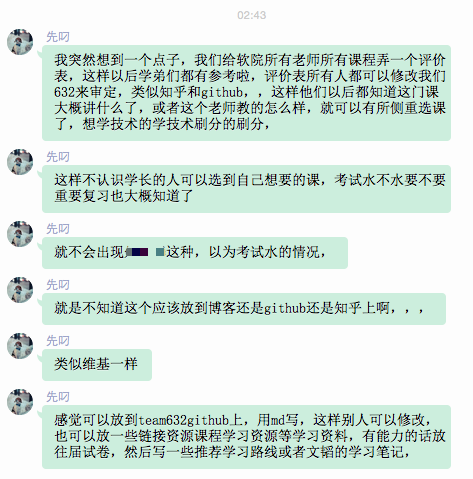 02:43
先叼
我突然想到一个点子，我们给软院所有老师所有课程弄一个评价
表，这样以后学弟们都有参考啦，评价表所有人都可以修改我们
632来审定，类似知乎和github，，这样他们以后都知道这门课
大概讲什么了，或者这个老师教的怎么样，就可以有所侧重选课
了，想学技术的学技术刷分的刷分，
先叼
这样不认识学长的人可以选到自己想要的课，考试水不水要不要
重要复习也大概知道了
先叼
就不会出现 这种，以为考试水的情况，
先叼
就是不知道这个应该放到博客还是github还是知乎上啊，，，
先叼
类似维基一样
先叼
感觉可以放到team632github上，用md写，这样别人可以修改，
也可以放一些链接资源课程学习资源等学习资料，有能力的话放
往届试卷，然后写一些推荐学习路线或者文韬的学习笔记，